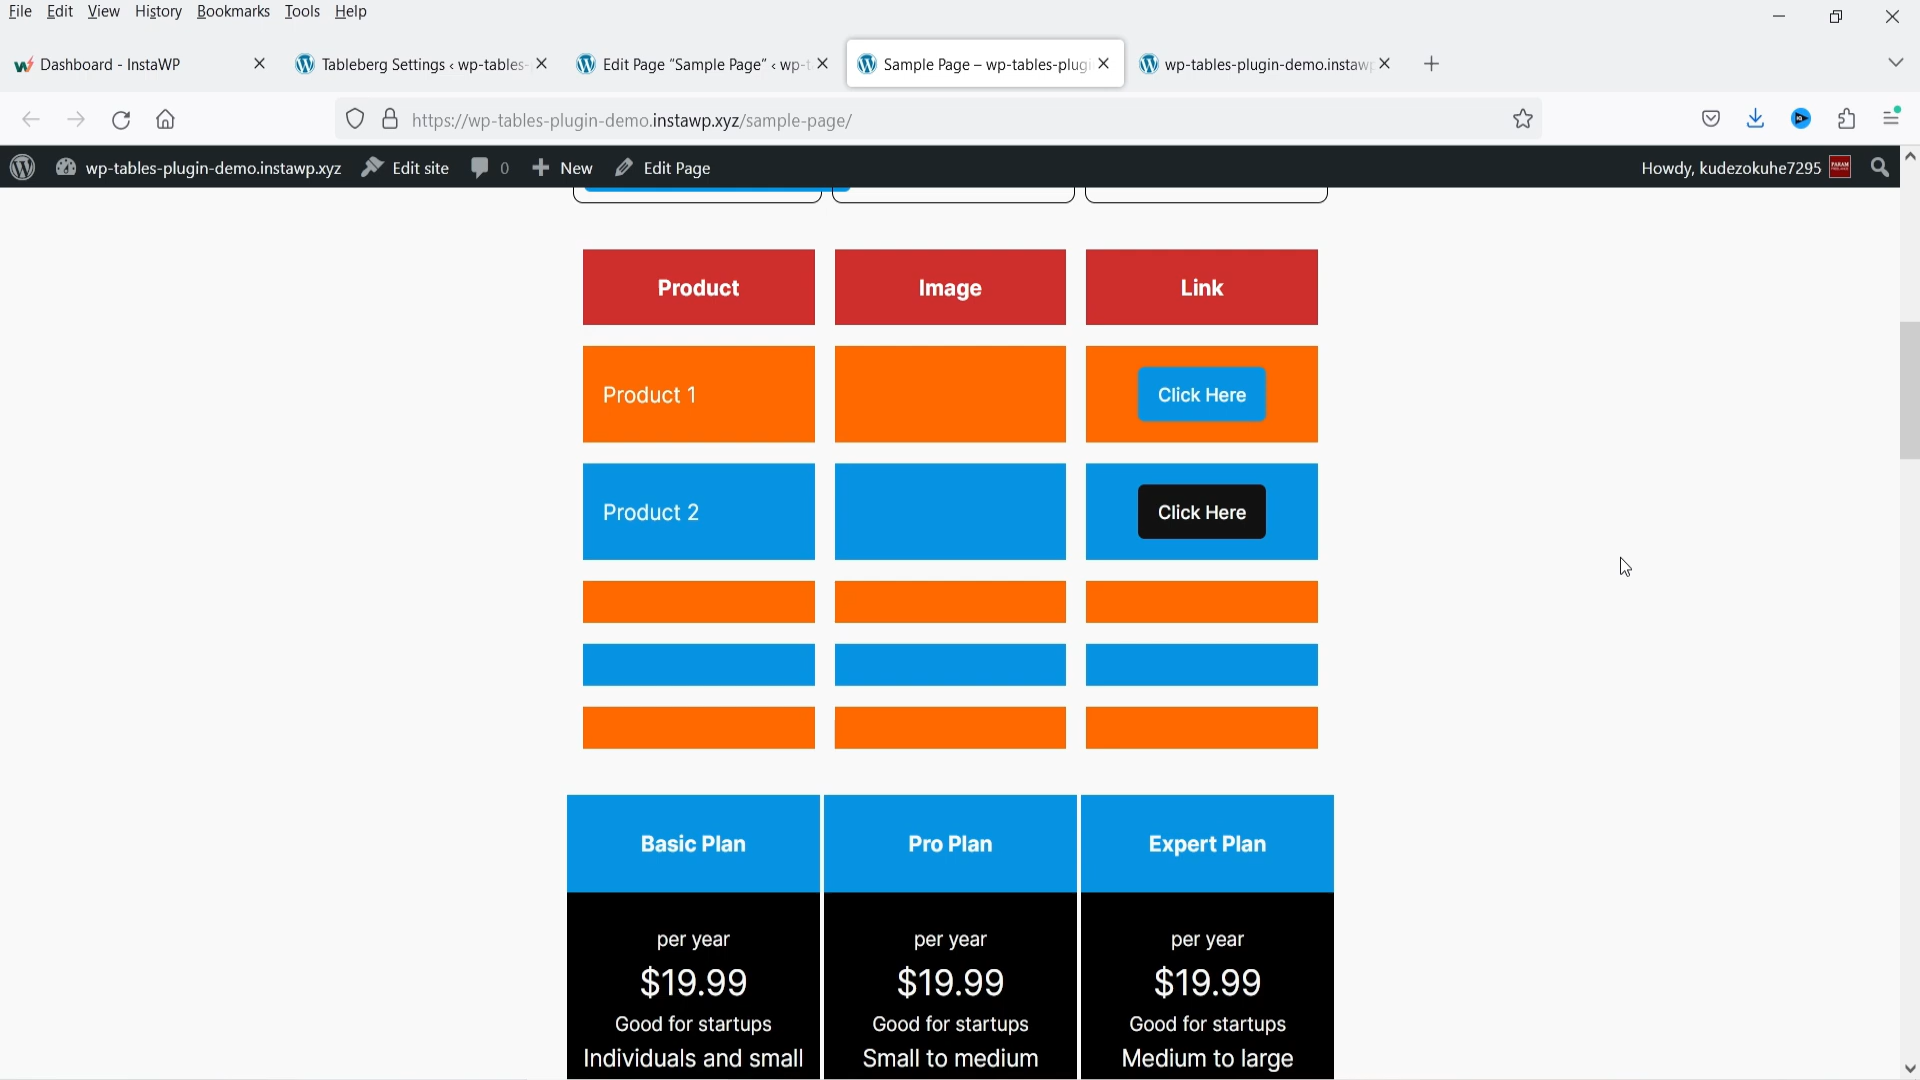 File Edit View History Bookmarks Tools Help
Dashboard - InstaWP
Tableberg Settings ‹ wp-tables-
Edit Page “Sample Page” ‹ wp-t
Sample Page – wp-tables-plugi
wp-tables-plugin-demo.instaw
https://wp-tables-plugin-demo.instawp.xyz/sample-page/
wp-tables-plugin-demo.instawp.xyz Edit site 0 New Edit Page Howdy, kudezokuhe7295
Product Image Link
Product 1 Click Here
Product 2 Click Here
Basic Plan Pro Plan Expert Plan
per year per year per year
$19.99 $19.99 $19.99
Good for startups Good for startups Good for startups
Individuals and small Small to medium Medium to large